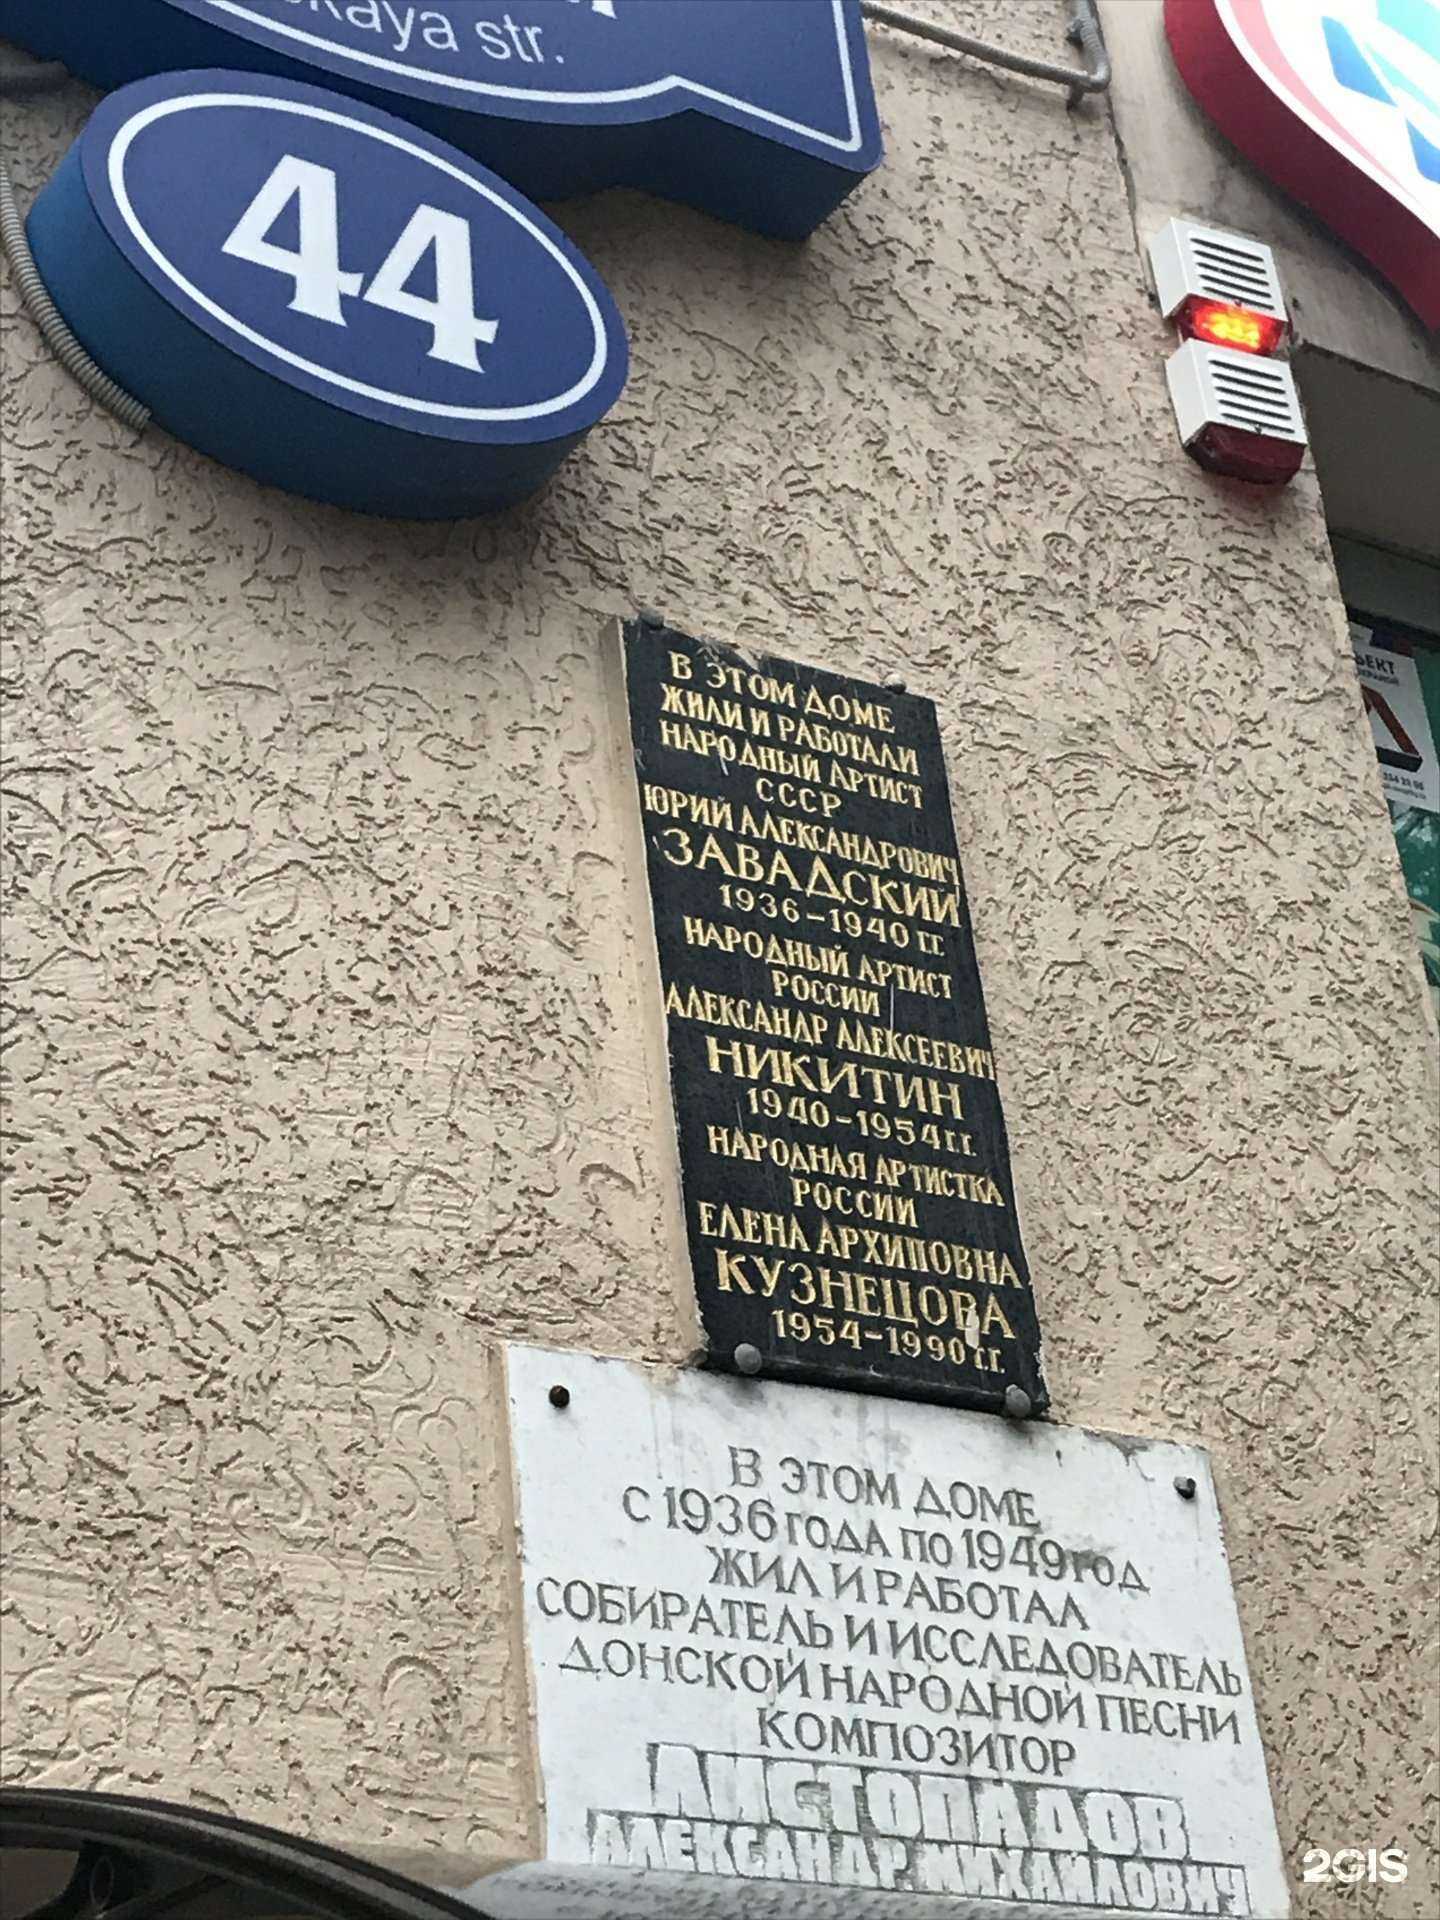 str.
44
В ЭТОМ ДОМЕ
ЖИЛИ И РАБОТАЛИ
НАРОДНЫЙ АРТИСТ
СССР
ЮРИЙ АЛЕКСАНДРОВИЧ
ЗАВАДСКИЙ
1936-1940 гг.
НАРОДНЫЙ АРТИСТ
РОССИИ
АЛЕКСАНДР АЛЕКСЕЕВИЧ
НИКИТИН
1940-1954 г.г.
НАРОДНАЯ АРТИСТКА
РОССИИ
ЕЛЕНА АРХИПОВНА
КУЗНЕЦОВА
1954-1990 г.г.
В ЭТОМ ДОМЕ
С 1936 ГОДА ПО 1949 ГОД
ЖИЛ И РАБОТАЛ
СОБИРАТЕЛЬ И ИССЛЕДОВАТЕЛЬ
ДОНСКОЙ НАРОДНОЙ ПЕСНИ
КОМПОЗИТОР
ЛИСТОПАДОВ
АЛЕКСАНДР МИХАЙЛОВИЧ
2GIS